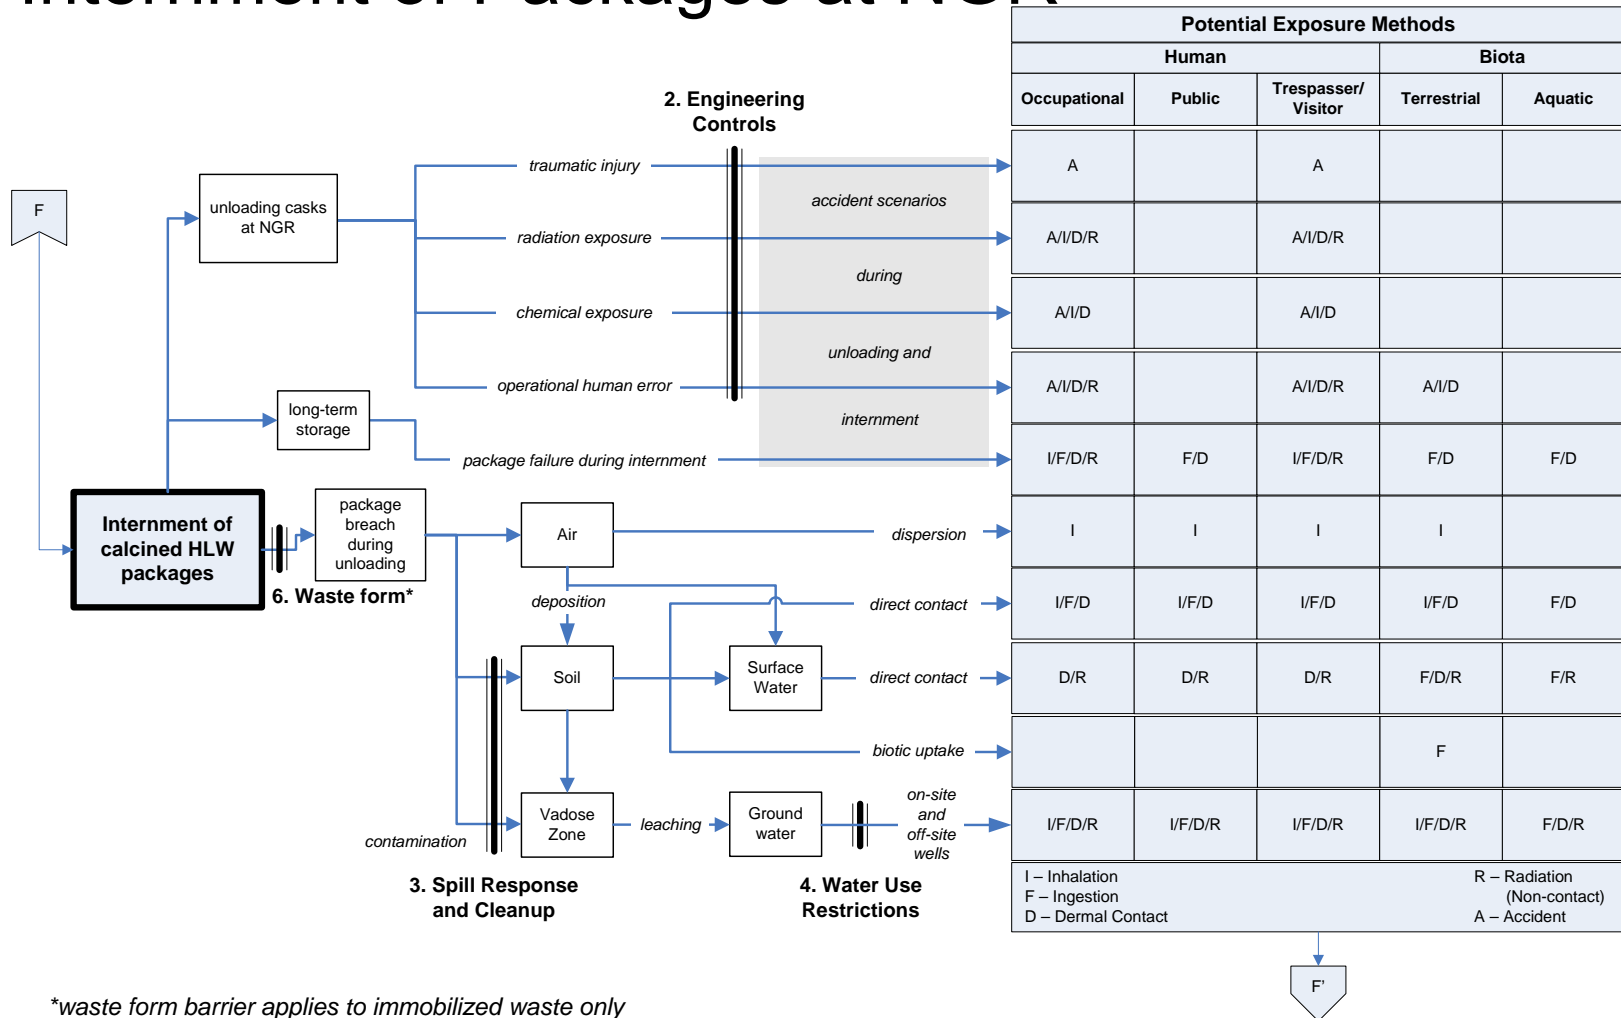 Internment of Packages at NGR
Potential Exposure Methods
Human
Biota
Occupational
Public
Trespasser/
Visitor
Terrestrial
Aquatic
2. Engineering
Controls
F
unloading casks
at NGR
traumatic injury
accident scenarios
A
A
radiation exposure
during
A/I/D/R
A/I/D/R
chemical exposure
unloading and
A/I/D
A/I/D
operational human error
internment
A/I/D/R
A/I/D/R
A/I/D
long-term
storage
package failure during internment
I/F/D/R
F/D
I/F/D/R
F/D
F/D
Internment of
calcined HLW
packages
6. Waste form*
package
breach
during
unloading
Air
dispersion
I
I
I
I
deposition
direct contact
I/F/D
I/F/D
I/F/D
I/F/D
F/D
Soil
Surface
Water
direct contact
D/R
D/R
D/R
F/D/R
F/R
biotic uptake
F
contamination
Vadose
Zone
leaching
Ground
water
on-site
and
off-site
wells
I/F/D/R
I/F/D/R
I/F/D/R
I/F/D/R
F/D/R
3. Spill Response
and Cleanup
4. Water Use
Restrictions
I – Inhalation
F – Ingestion
D – Dermal Contact
R – Radiation
(Non-contact)
A – Accident
F'
*waste form barrier applies to immobilized waste only